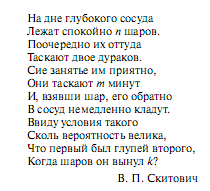 На дне глубокого сосуда
Лежат спокойно n шаров.
Поочередно их оттуда
Таскают двое дураков.
Сие занятье им приятно,
Они таскают m минут
И, взявши шар, его обратно
В сосуд немедленно кладут.
Ввиду условия такого
Сколь вероятность велика,
Что первый был глупей второго,
Когда шаров он вынул k?
В. П. Скитович